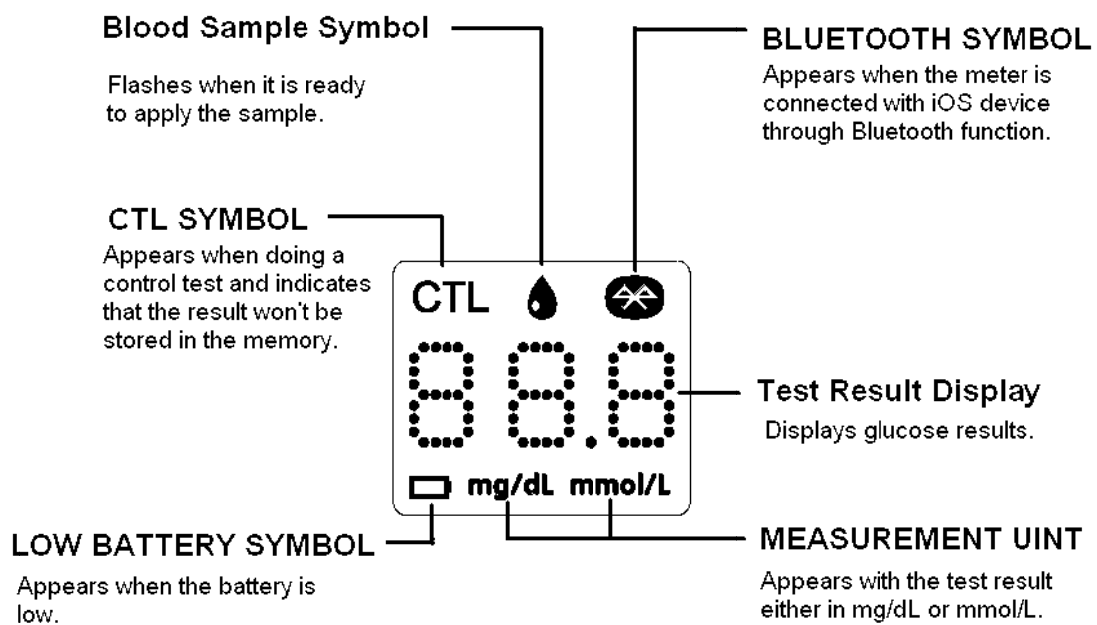 Blood Sample Symbol
Flashes when it is ready
to apply the sample.
BLUETOOTH SYMBOL
Appears when the meter is
connected with iOS device
through Bluetooth function.
CTL SYMBOL
Appears when doing a
control test and indicates
that the result won't be
stored in the memory.
CTL
88.8
mg/dL mmol/L
Test Result Display
Displays glucose results.
LOW BATTERY SYMBOL
Appears when the battery is
low.
MEASUREMENT UINT
Appears with the test result
either in mg/dL or mmol/L.